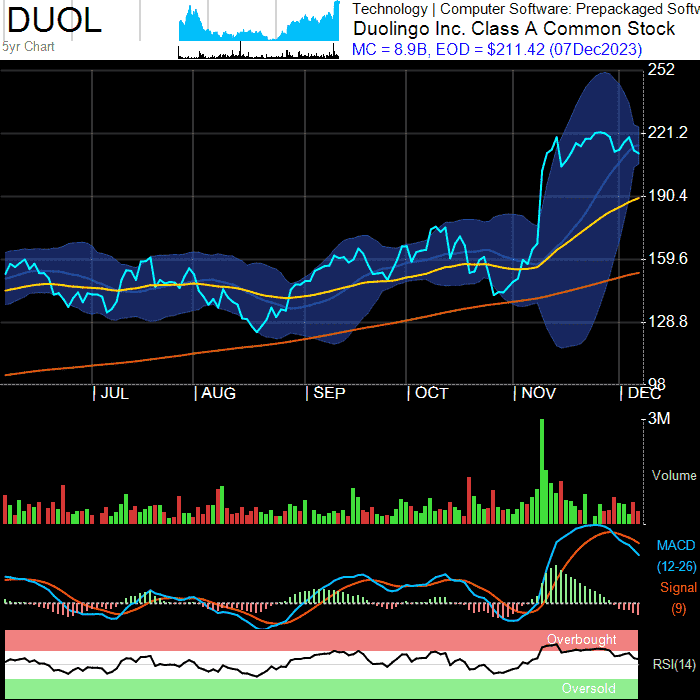 DUOL
5yr Chart
Technology | Computer Software: Prepackaged Softw
Duolingo Inc. Class A Common Stock
MC = 8.9B, EOD = $211.42 (07Dec2023)
252
221.2
190.4
159.6
128.8
98
JUL
AUG
SEP
OCT
NOV
DEC
3M
Volume
MACD
(12-26)
Signal
(9)
Overbought
RSI(14)
Oversold